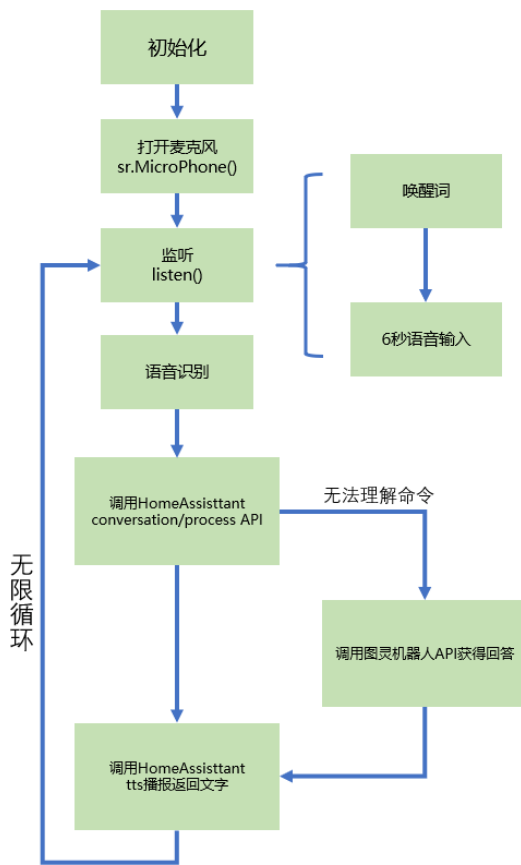 初始化
打开麦克风
sr.MicroPhone()
唤醒词
监听
listen()
6秒语音输入
语音识别
调用HomeAssisttant
conversation/process API
无法理解命令
无限循环
调用图灵机器人API获得回答
调用HomeAssisttant
tts播报返回文字